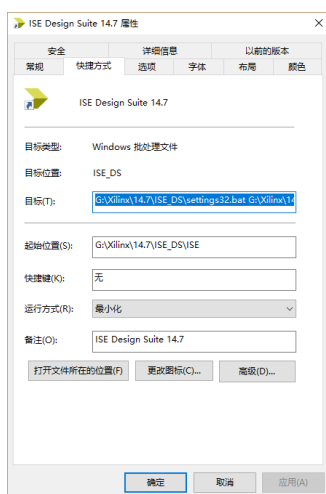 ISE Design Suite 14.7 属性
安全 详细信息 以前的版本
常规 快捷方式 选项 字体 布局 颜色
ISE Design Suite 14.7
目标类型: Windows 批处理文件
目标位置: ISE_DS
目标(T): G:\Xilinx\14.7\ISE_DS\settings32.bat G:\Xilinx\14
起始位置(S): G:\Xilinx\14.7\ISE_DS\ISE
快捷键(K): 无
运行方式(R): 最小化
备注(O): ISE Design Suite 14.7
打开文件所在的位置(F) 更改图标(C)... 高级(D)...
确定 取消 应用(A)